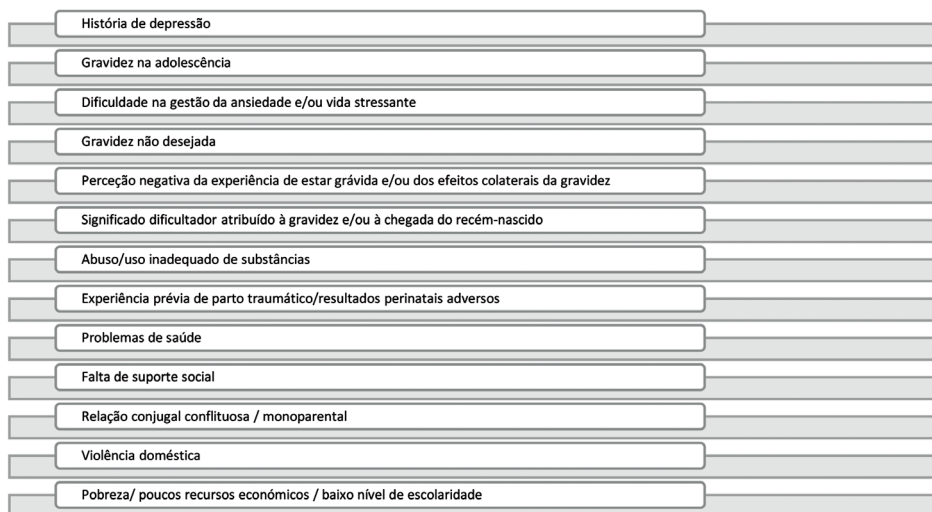 História de depressão
Gravidez na adolescência
Dificuldade na gestão da ansiedade e/ou vida stressante
Gravidez não desejada
Perceção negativa da experiência de estar grávida e/ou dos efeitos colaterais da gravidez
Significado dificultador atribuído à gravidez e/ou à chegada do recém-nascido
Abuso/uso inadequado de substâncias
Experiência prévia de parto traumático/resultados perinatais adversos
Problemas de saúde
Falta de suporte social
Relação conjugal conflituosa / monoparental
Violência doméstica
Pobreza/ poucos recursos económicos / baixo nível de escolaridade